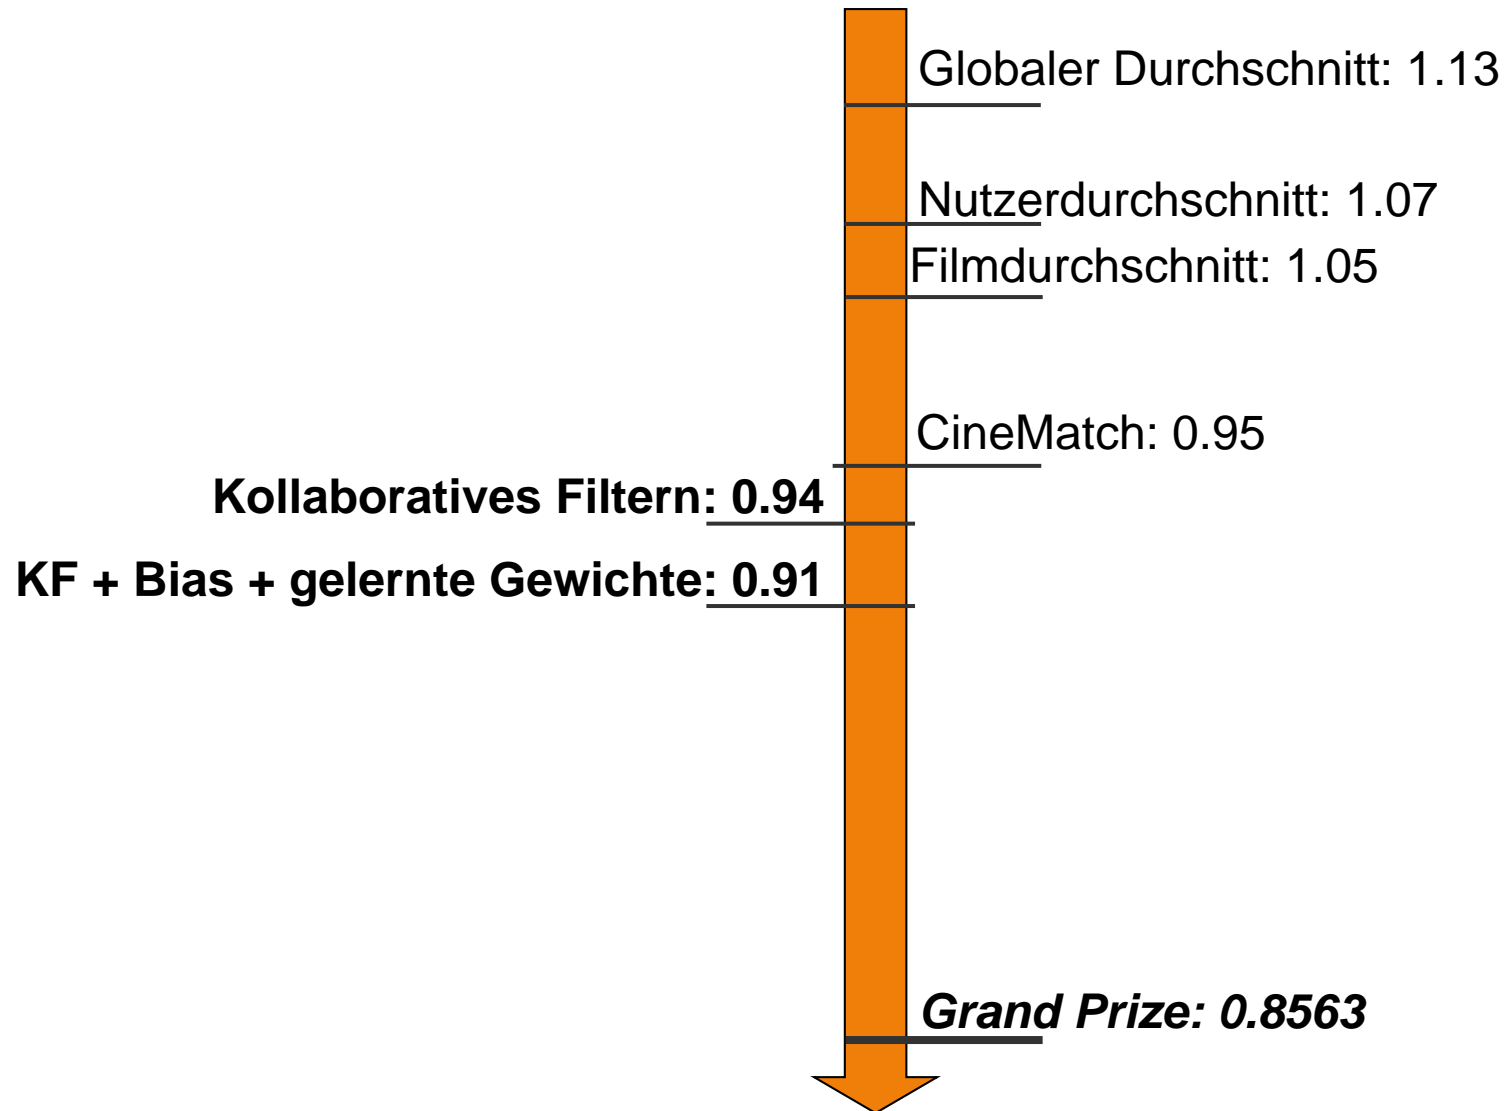 Globaler Durchschnitt: 1.13
Nutzerdurchschnitt: 1.07
Filmdurchschnitt: 1.05
CineMatch: 0.95
Kollaboratives Filtern: 0.94
KF + Bias + gelernte Gewichte: 0.91
Grand Prize: 0.8563